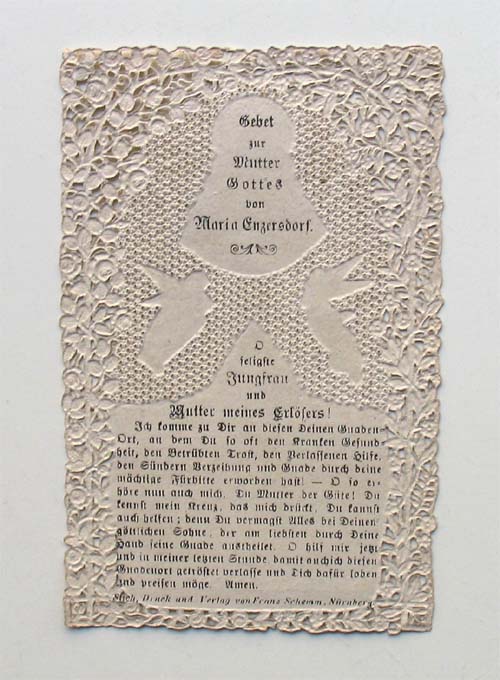 Gebet
zur
Mutter
Gottes
von
Maria Enzersdorf.
O
seligste
Jungfrau
und
Mutter meines Erlösers!
Ich komme zu Dir an diesen Deinen Gnaden-
Ort, an dem Du so oft den Kranken Gesund-
heit, den Betrübten Trost, den Verlassenen Hilfe,
den Sündern Verzeihung und Gnade durch deine
mächtige Fürbitte erworben hast! — O so er-
höre nun auch mich, Du Mutter der Güte! Du
kennst mein Kreuz, das mich drückt, Du kannst
auch helfen; denn Du vermagst Alles bei Deinem
göttlichen Sohne, der am liebsten durch Deine
Hand seine Gnade austheilet. O hilf mir jetzt
und in meiner letzten Stunde, damit auch ich diesen
Gnadenort getröstet verlasse und Dich dafür loben
und preisen möge. Amen.
Stich, Druck und Verlag von Franz Schemm, Nürnberg.